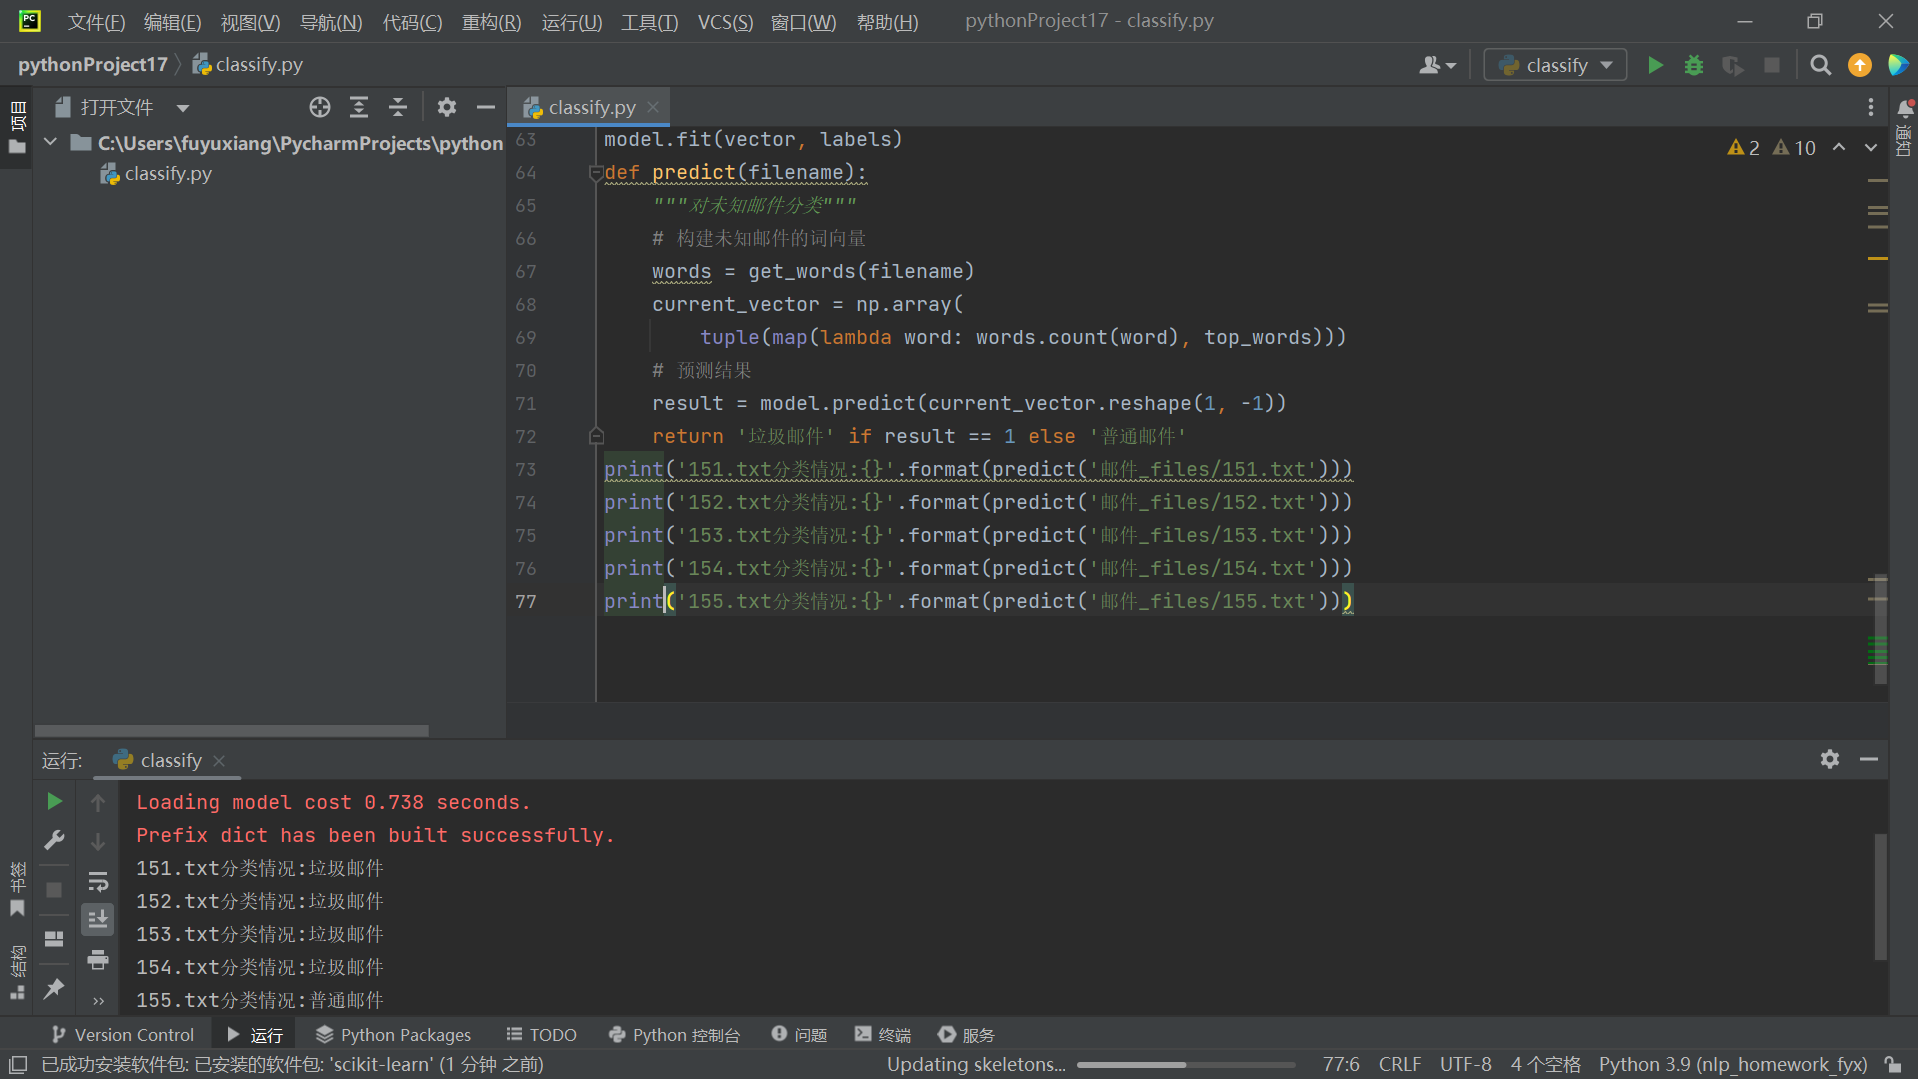 文件(F) 编辑(E) 视图(V) 导航(N) 代码(C) 重构(R) 运行(U) 工具(T) VCS(S) 窗口(W) 帮助(H) pythonProject17 - classify.py
pythonProject17 classify.py classify
项目
打开文件
C:\Users\fuyuxiang\PycharmProjects\python
classify.py
classify.py
2 10
通知
63 model.fit(vector, labels)
64 def predict(filename):
65 """对未知邮件分类"""
66 # 构建未知邮件的词向量
67 words = get_words(filename)
68 current_vector = np.array(
69 tuple(map(lambda word: words.count(word), top_words)))
70 # 预测结果
71 result = model.predict(current_vector.reshape(1, -1))
72 return '垃圾邮件' if result == 1 else '普通邮件'
73 print('151.txt分类情况:{}'.format(predict('邮件_files/151.txt')))
74 print('152.txt分类情况:{}'.format(predict('邮件_files/152.txt')))
75 print('153.txt分类情况:{}'.format(predict('邮件_files/153.txt')))
76 print('154.txt分类情况:{}'.format(predict('邮件_files/154.txt')))
77 print('155.txt分类情况:{}'.format(predict('邮件_files/155.txt')))
运行: classify
Loading model cost 0.738 seconds.
Prefix dict has been built successfully.
151.txt分类情况:垃圾邮件
152.txt分类情况:垃圾邮件
153.txt分类情况:垃圾邮件
154.txt分类情况:垃圾邮件
155.txt分类情况:普通邮件
书签
结构
Version Control 运行 Python Packages TODO Python 控制台 问题 终端 服务
已成功安装软件包: 已安装的软件包: 'scikit-learn' (1 分钟 之前) Updating skeletons... 77:6 CRLF UTF-8 4 个空格 Python 3.9 (nlp_homework_fyx)